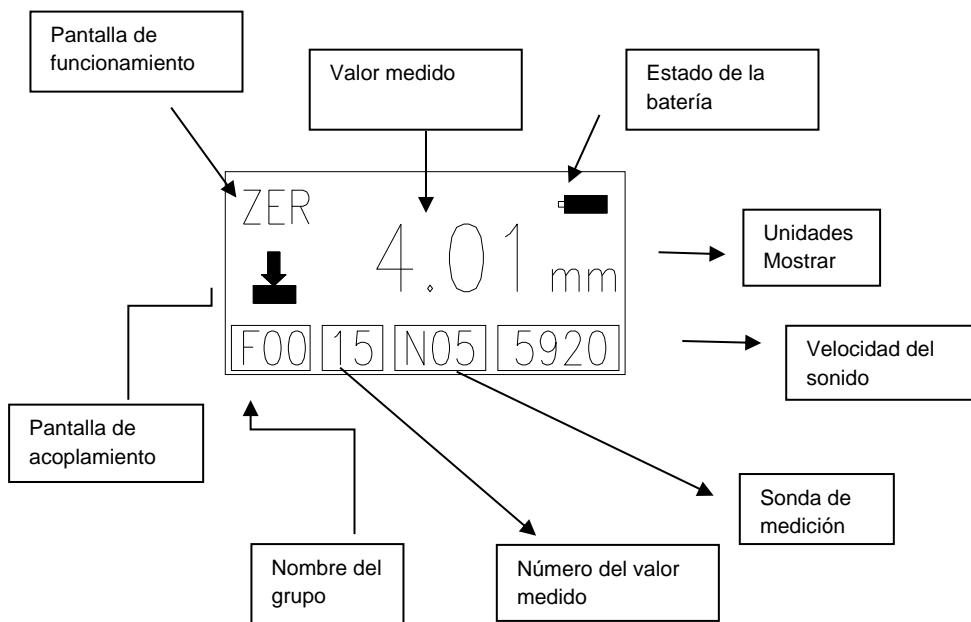 Pantalla de
funcionamiento
Valor medido
Estado de la
batería
ZER
4.01 mm
Unidades
Mostrar
F00 15 N05 5920
Velocidad del
sonido
Pantalla de
acoplamiento
Sonda de
medición
Nombre del
grupo
Número del valor
medido